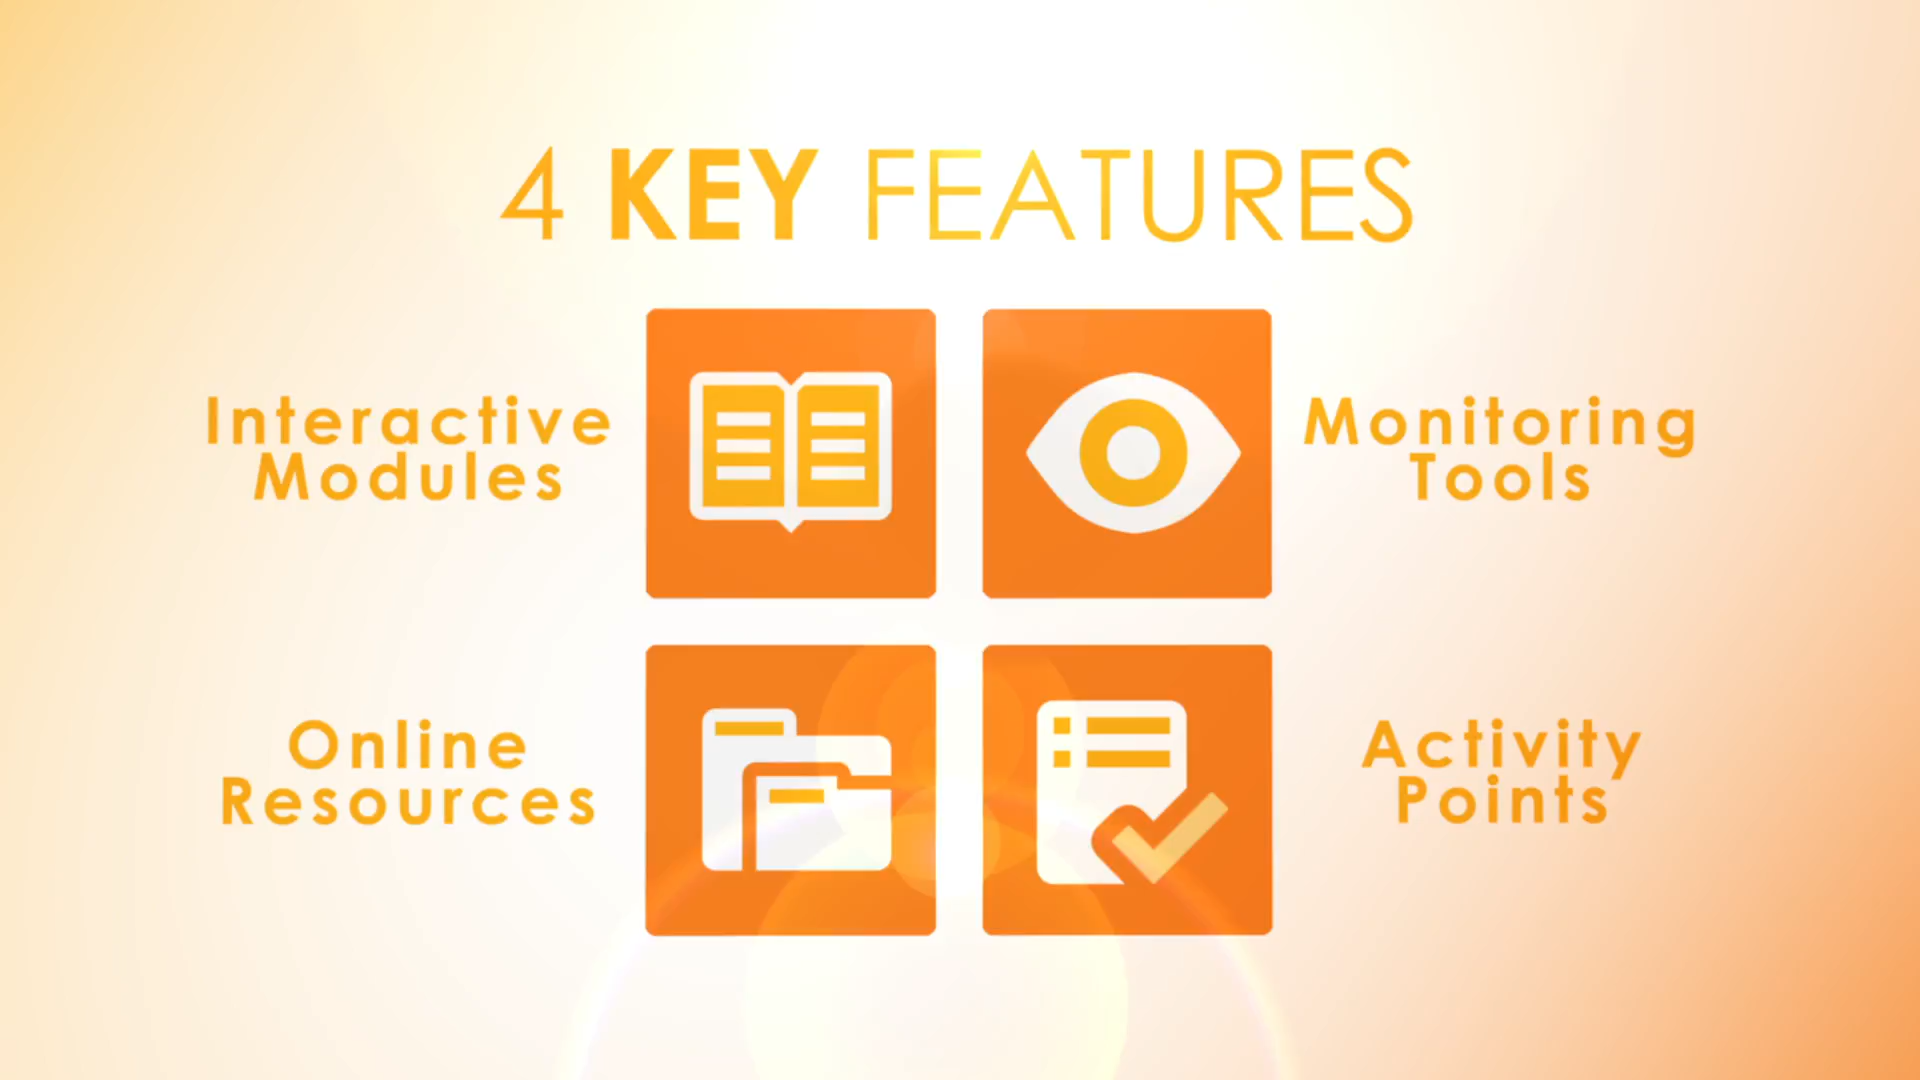 4 KEY FEATURES
Interactive
Modules
Monitoring
Tools
Online
Resources
Activity
Points